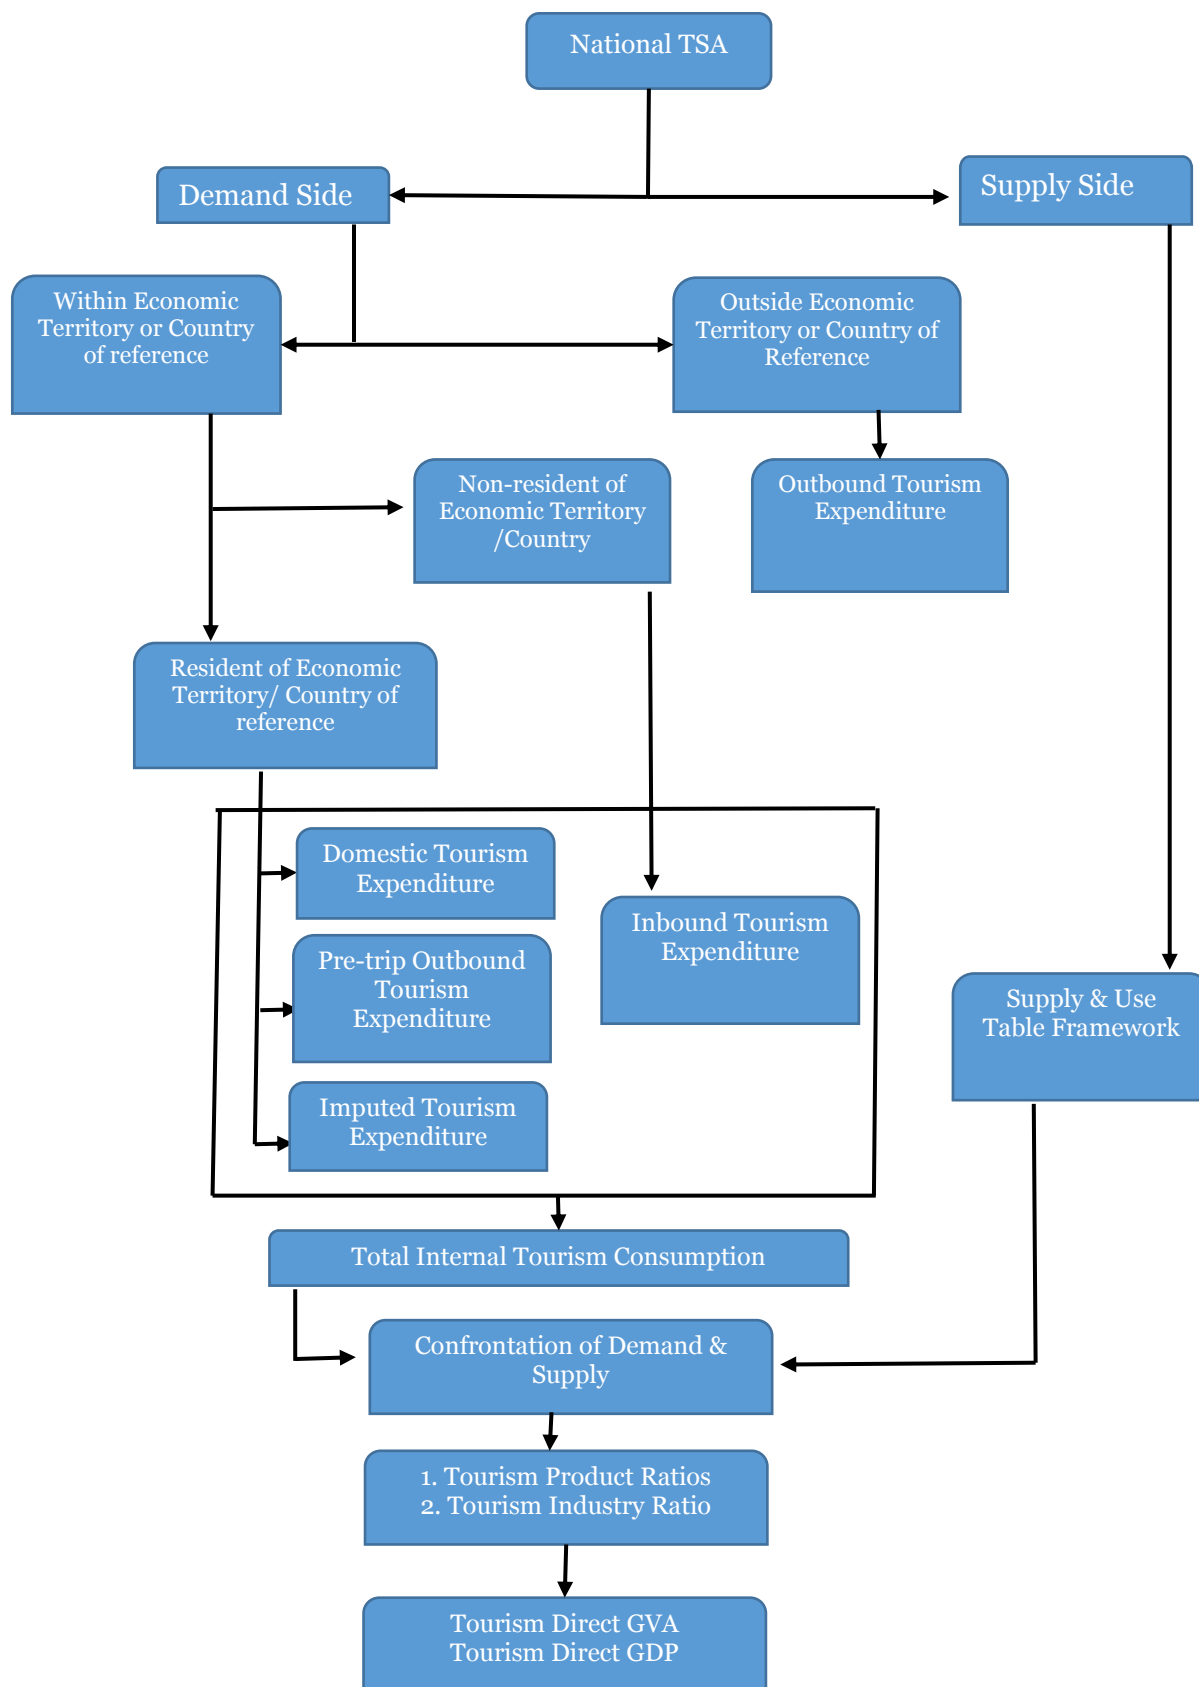 National TSA
Demand Side
Supply Side
Within Economic
Territory or Country
of reference
Outside Economic
Territory or Country of
Reference
Non-resident of
Economic Territory
/Country
Outbound Tourism
Expenditure
Resident of Economic
Territory/ Country of
reference
Domestic Tourism
Expenditure
Pre-trip Outbound
Tourism
Expenditure
Imputed Tourism
Expenditure
Inbound Tourism
Expenditure
Supply & Use
Table Framework
Total Internal Tourism Consumption
Confrontation of Demand &
Supply
1. Tourism Product Ratios
2. Tourism Industry Ratio
Tourism Direct GVA
Tourism Direct GDP